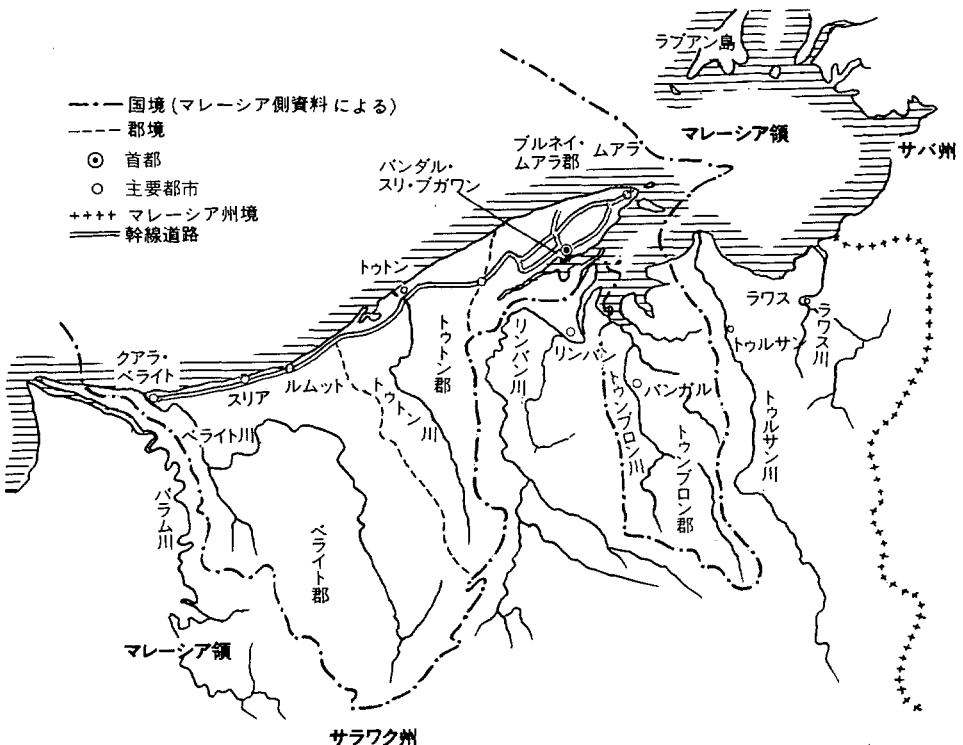 ラブアン島
国境(マレーシア側資料による)
郡境
首都
主要都市
マレーシア州境
幹線道路
マレーシア領
サバ州
ブルネイ・
ムアラ郡
ムアラ
バンダル・
スリ・ブガワン
トゥトン
クアラ・
ベライト
スリア
ルムット
ベライト川
バラム川
ベライト郡
トゥトン川
トゥトン郡
リンバン川
リンバン
トゥンブロン川
バンガル
トゥンブロン郡
トゥルサン
トゥルサン川
ラワス
ラワス川
マレーシア領
サラワク州